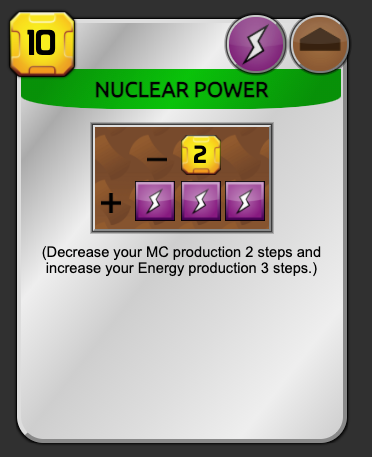 10
NUCLEAR POWER
− 2
+
(Decrease your MC production 2 steps and
increase your Energy production 3 steps.)